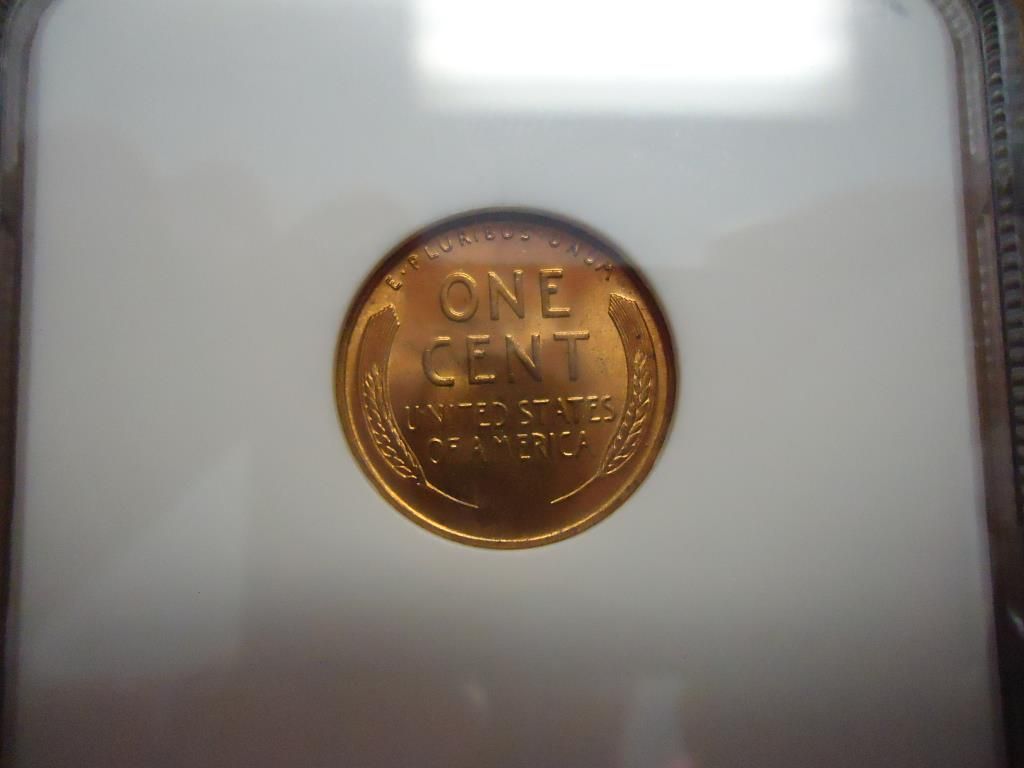 E·PLURIBUS UNUM
ONE
CENT
UNITED STATES
OF AMERICA